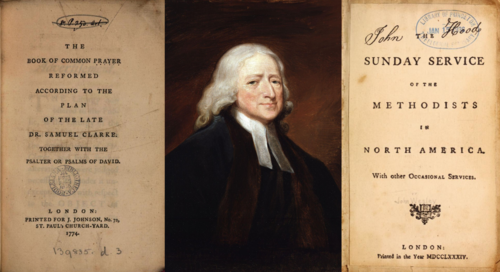 THE
BOOK OF COMMON PRAYER
REFORMED
ACCORDING TO THE
PLAN
OF THE LATE
DR. SAMUEL CLARKE:
TOGETHER WITH THE
PSALTER OR PSALMS OF DAVID.
LONDON:
PRINTED FOR J. JOHNSON, No. 72,
ST. PAUL'S CHURCH-YARD.
1774.
John Hood
THE
SUNDAY SERVICE
OF THE
METHODISTS
IN
NORTH AMERICA.
With other OCCASIONAL SERVICES.
LONDON:
Printed in the Year MDCCLXXXIV.